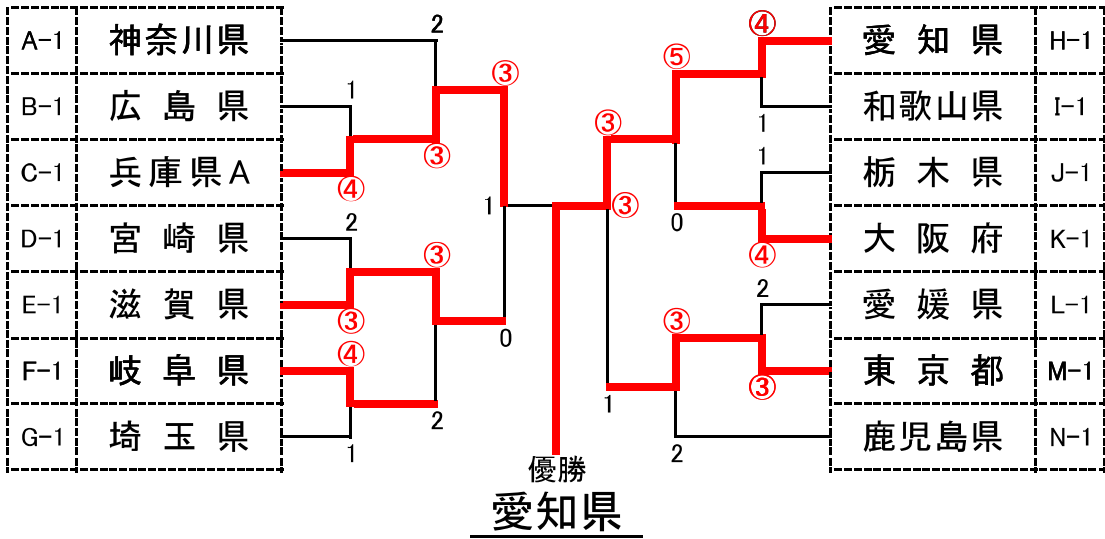 A-1 神奈川県 2 ④ 愛知県 H-1
③ ⑤
B-1 広島県 1 和歌山県 I-1
③ 1
③ 1
C-1 兵庫県A ④ 栃木県 J-1
1 ③
D-1 宮崎県 2 0 大阪府 K-1
③ ④
E-1 滋賀県 ③ 2 愛媛県 L-1
0 ③
F-1 岐阜県 ④ ③ 東京都 M-1
2 1
G-1 埼玉県 1 2 鹿児島県 N-1
優勝
愛知県